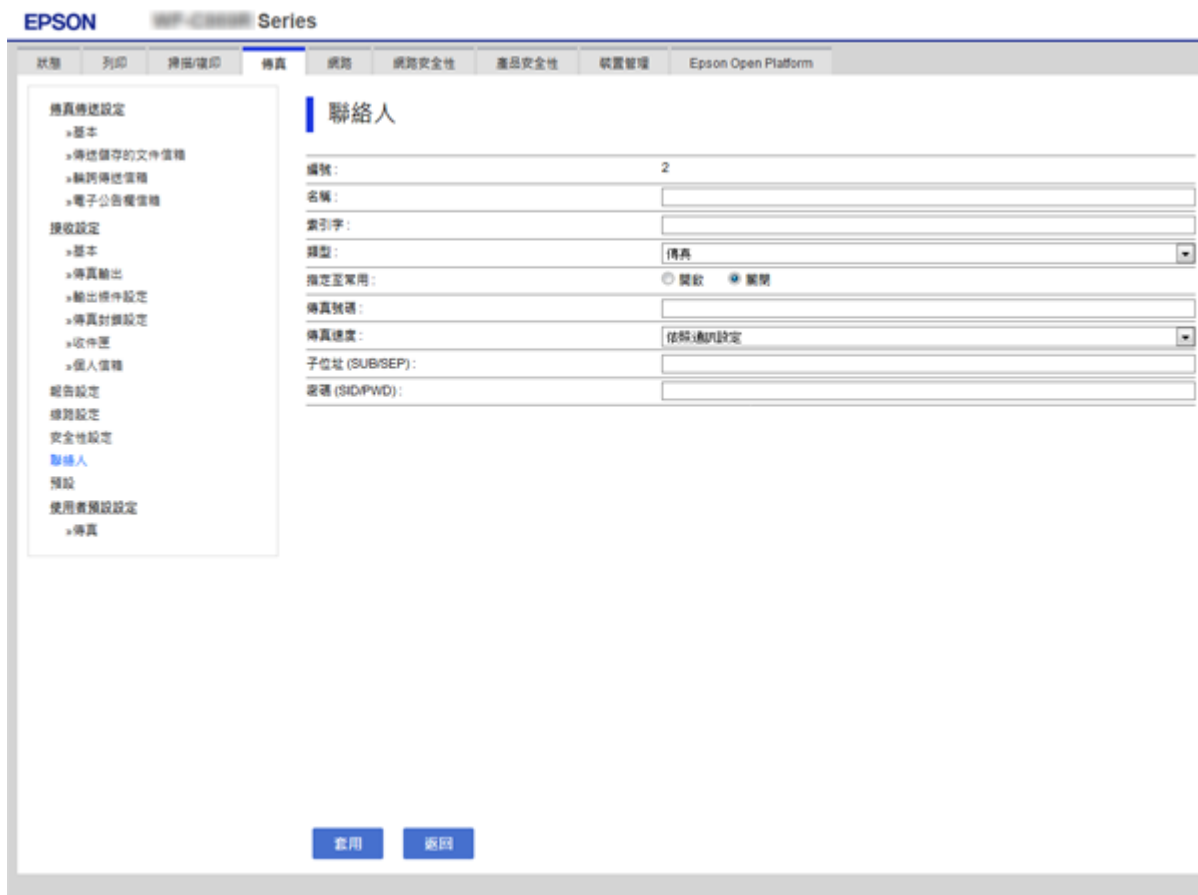 EPSON Series
狀態 列印 掃描/複印 傳真 網路 網路安全性 產品安全性 裝置管理 Epson Open Platform
傳真傳送設定
»基本
»傳送儲存的文件信箱
»輪詢傳送信箱
»電子公告欄信箱
接收設定
»基本
»傳真輸出
»輸出條件設定
»傳真封鎖設定
»收件匣
»個人信箱
報告設定
線路設定
安全性設定
聯絡人
預設
使用者預設設定
»傳真
聯絡人
編號 : 2
名稱 :
索引字 :
類型 : 傳真
指定至常用 : 開啟 關閉
傳真號碼 :
傳真速度 : 依照通訊設定
子位址 (SUB/SEP) :
密碼 (SID/PWD) :
套用 返回